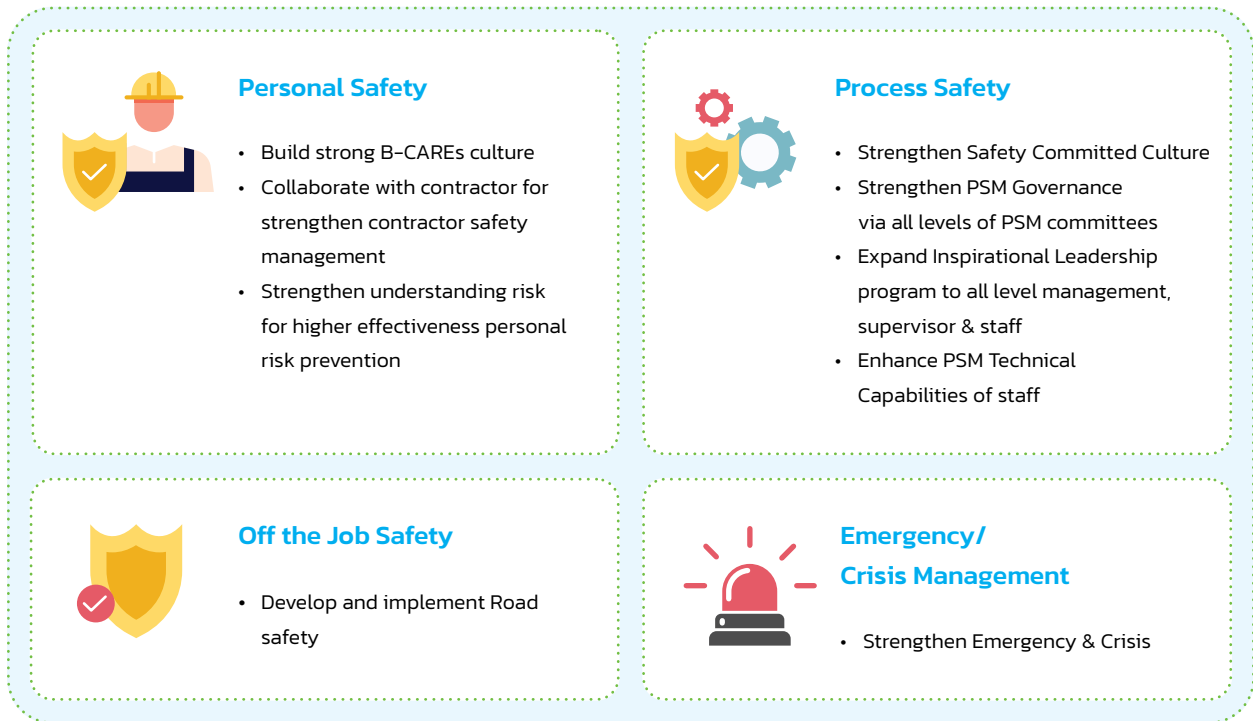 Personal Safety
• Build strong B-CAREs culture
• Collaborate with contractor for
strengthen contractor safety
management
• Strengthen understanding risk
for higher effectiveness personal
risk prevention
Process Safety
• Strengthen Safety Committed Culture
• Strengthen PSM Governance
via all levels of PSM committees
• Expand Inspirational Leadership
program to all level management,
supervisor & staff
• Enhance PSM Technical
Capabilities of staff
Off the Job Safety
• Develop and implement Road
safety
Emergency/
Crisis Management
• Strengthen Emergency & Crisis